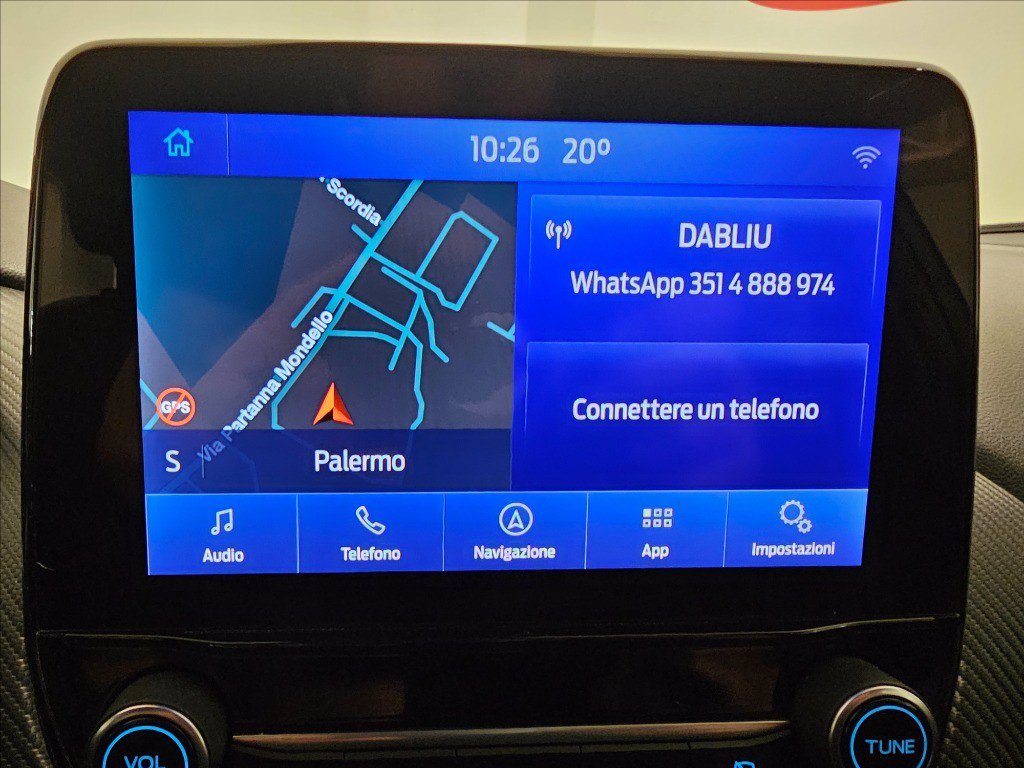 10:26 20º
Scordia
DABLIU
WhatsApp 351 4 888 974
Via Partanna Mondello
Connettere un telefono
GPS
S
Palermo
Audio
Telefono
Navigazione
App
Impostazioni
VOL
TUNE